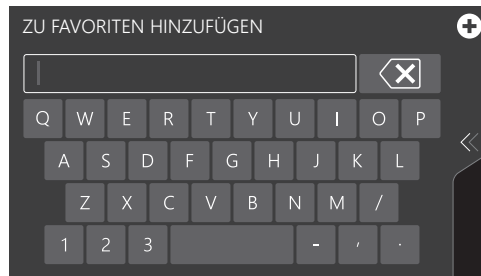 ZU FAVORITEN HINZUFÜGEN
Q W E R T Y U I O P
A S D F G H J K L
Z X C V B N M /
1 2 3 - , .